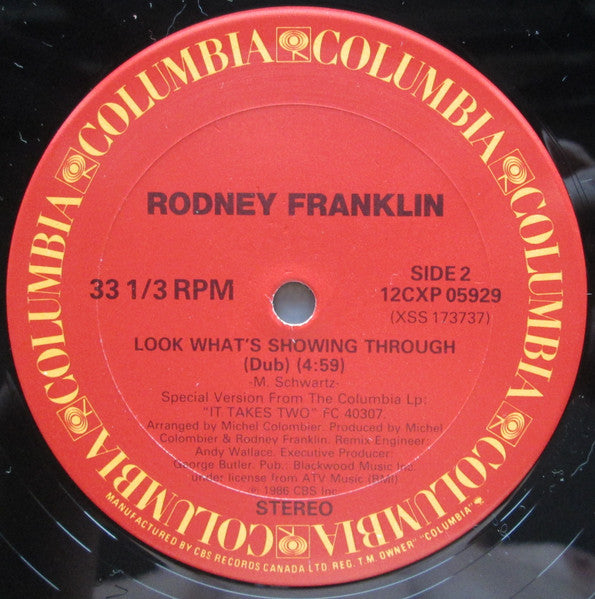 COLUMBIA COLUMBIA COLUMBIA COLUMBIA COLUMBIA COLUMBIA COLUMBIA COLUMBIA
RODNEY FRANKLIN
33 1/3 RPM
SIDE 2
12CXP 05929
(XSS 173737)
LOOK WHAT'S SHOWING THROUGH
(Dub) (4:59)
-M. Schwartz-
Special Version From The Columbia Lp:
"IT TAKES TWO" FC 40307.
Arranged by Michel Colombier. Produced by Michel
Colombier & Rodney Franklin. Remix Engineer:
Andy Wallace. Executive Producer:
George Butler. Pub.: Blackwood Music Inc.
under license from ATV Music (BMI)
℗ 1986 CBS Inc.
STEREO
MANUFACTURED BY CBS RECORDS CANADA LTD. REG. T.M. OWNER "COLUMBIA"